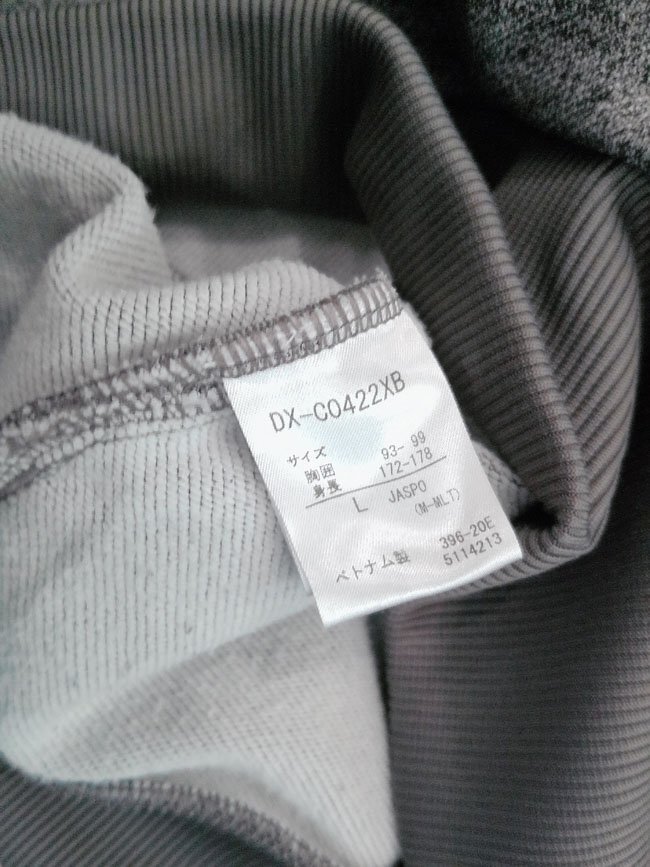 DX-C0422XB
サイズ
胸囲 93-99
身長 172-178
L JASPO
(M-MLT)
396-20E
ベトナム製 5114213